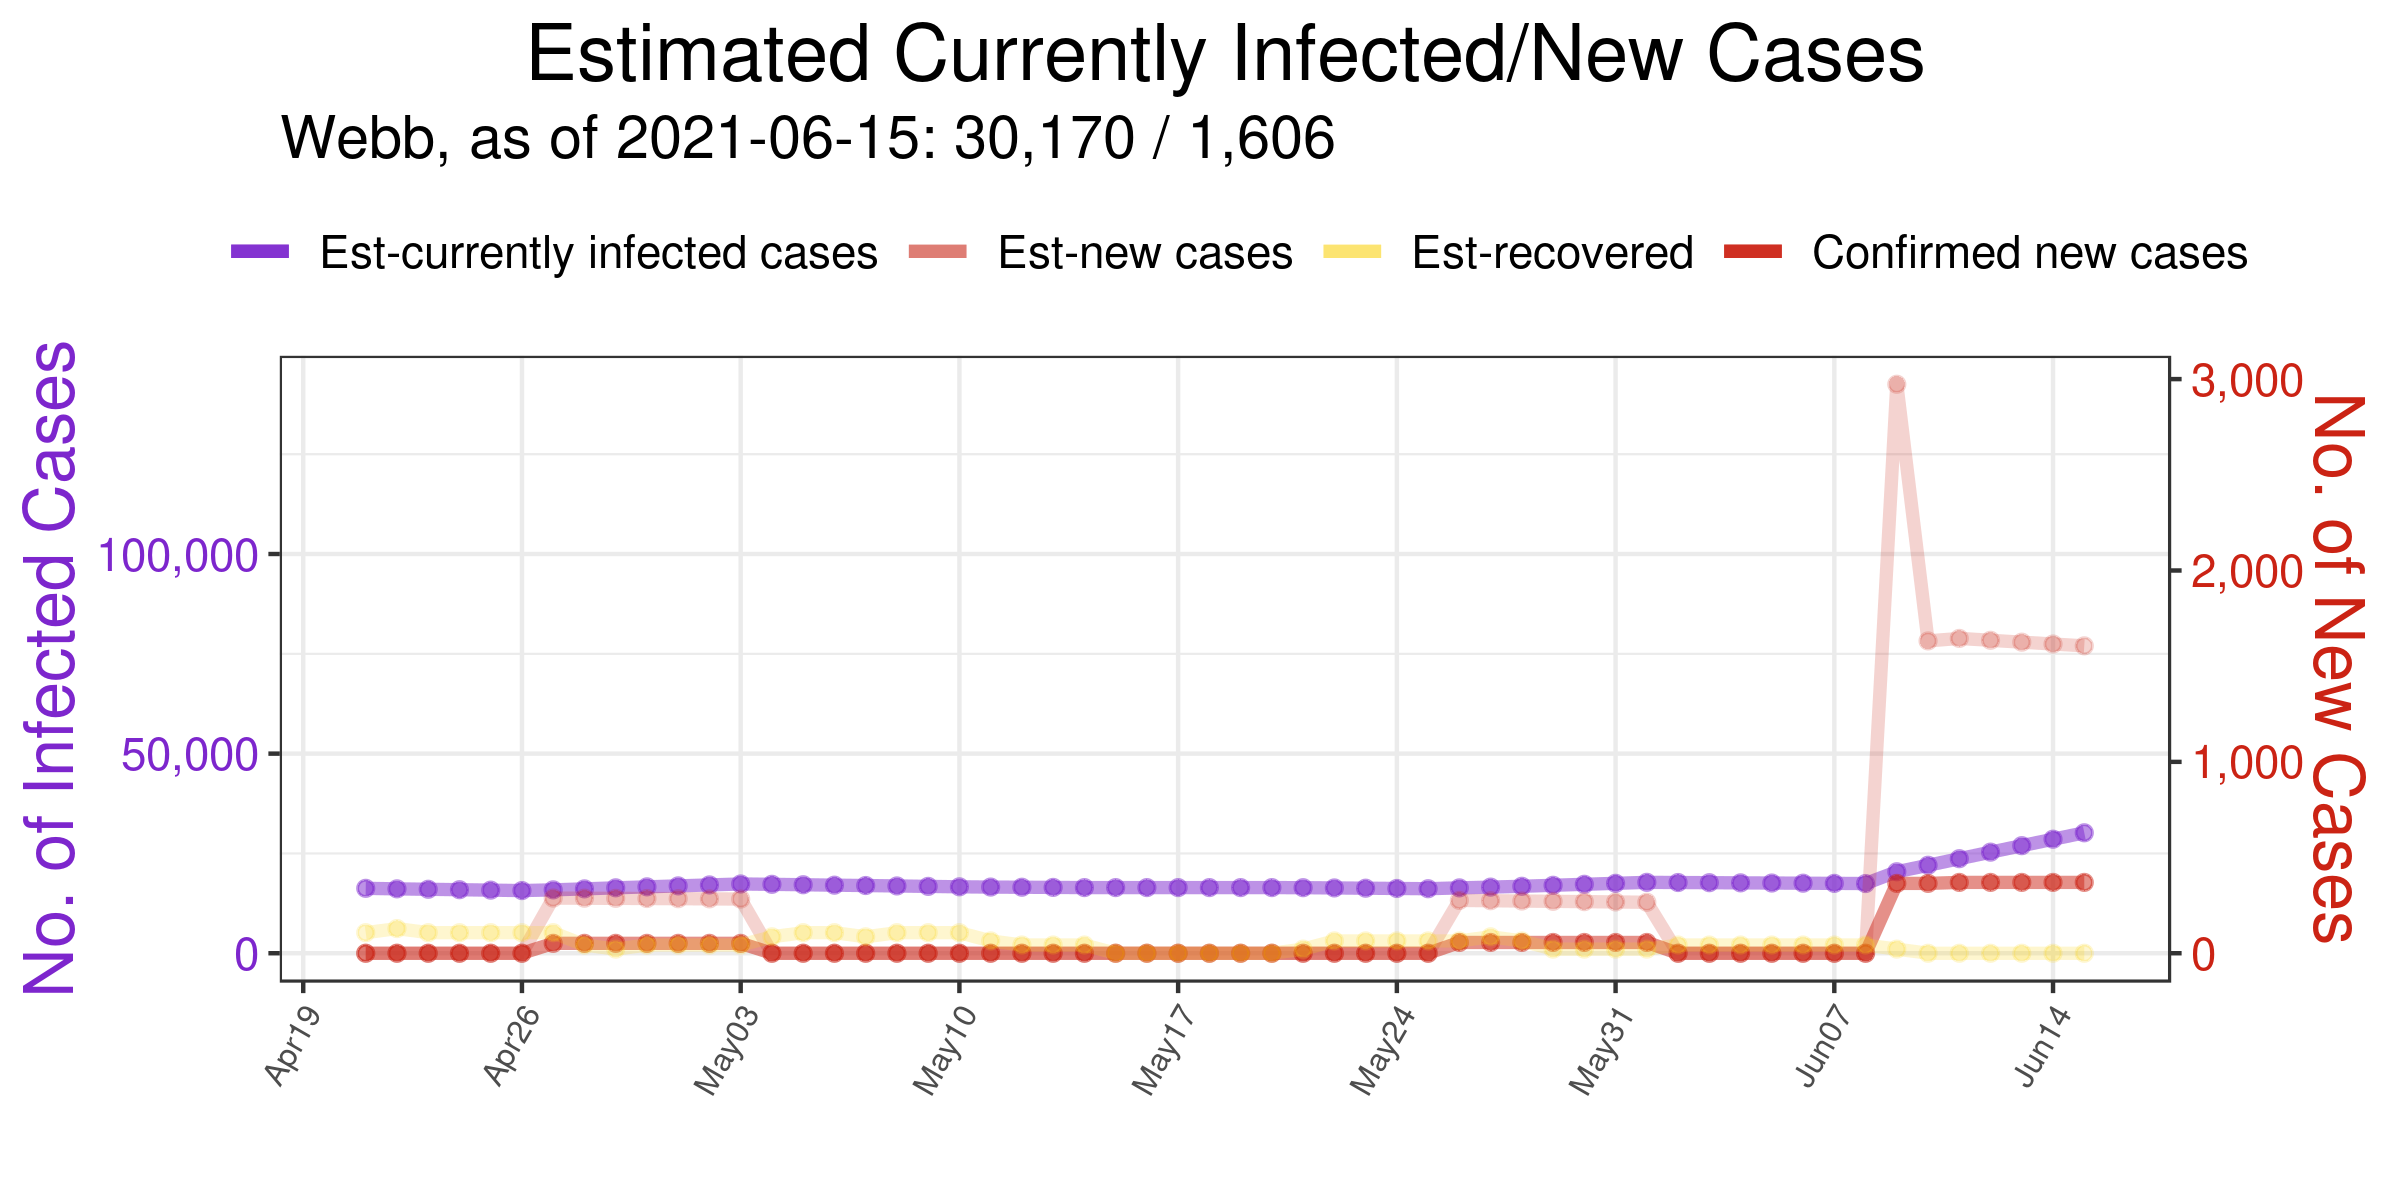 Estimated Currently Infected/New Cases
Webb, as of 2021-06-15: 30,170 / 1,606
Est-currently infected cases Est-new cases Est-recovered Confirmed new cases
No. of Infected Cases
100,000
50,000
0
3,000
2,000
1,000
0
No. of New Cases
Apr19 Apr26 May03 May10 May17 May24 May31 Jun07 Jun14